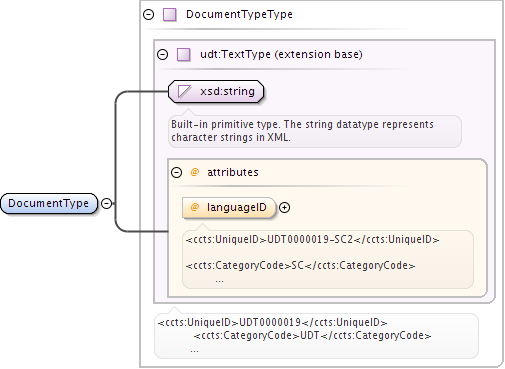 DocumentTypeType
udt:TextType (extension base)
xsd:string
Built-in primitive type. The string datatype represents
character strings in XML.
@ attributes
DocumentType
@ languageID
<ccts:UniqueID>UDT0000019-SC2</ccts:UniqueID>
<ccts:CategoryCode>SC</ccts:CategoryCode>
...
<ccts:UniqueID>UDT0000019</ccts:UniqueID>
<ccts:CategoryCode>UDT</ccts:CategoryCode>
...